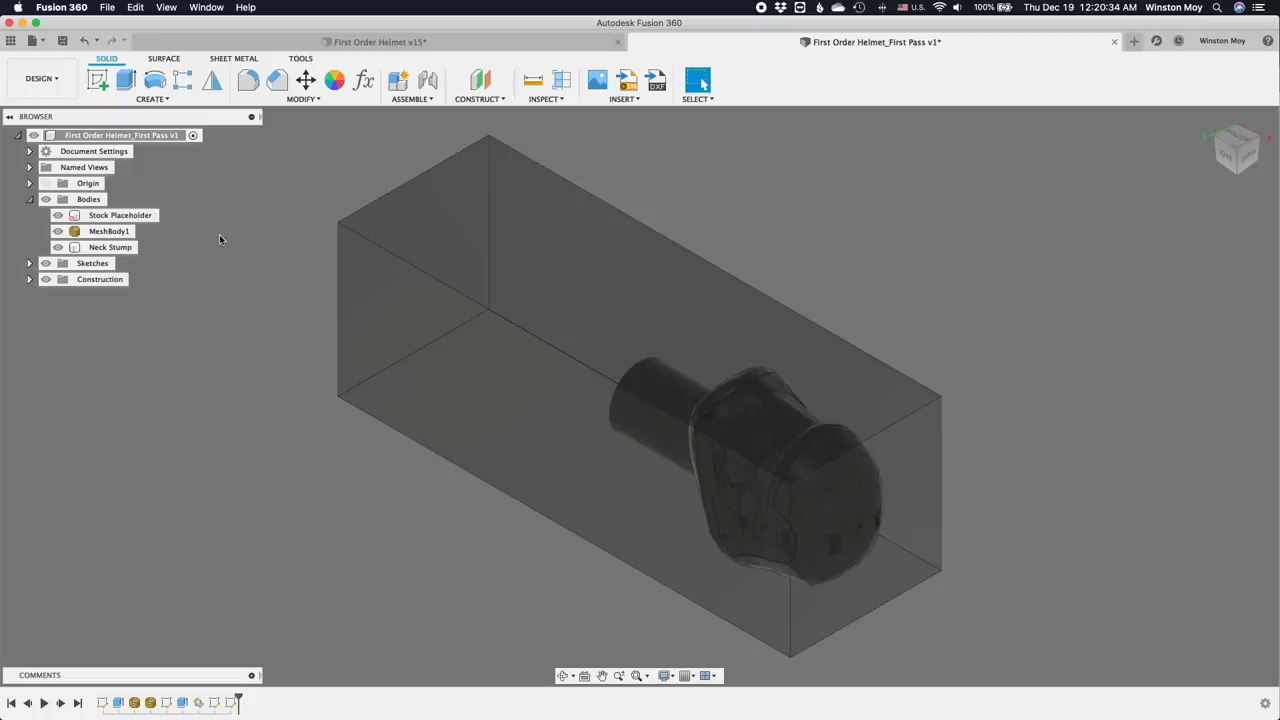 Fusion 360 File Edit View Window Help 100% Thu Dec 19 12:20:34 AM Winston Moy
Autodesk Fusion 360
First Order Helmet v15* First Order Helmet_First Pass v1* Winston Moy
SOLID SURFACE SHEET METAL TOOLS
DESIGN
CREATE MODIFY ASSEMBLE CONSTRUCT INSPECT INSERT SELECT
BROWSER
First Order Helmet_First Pass v1
Document Settings
Named Views
Origin
Bodies
Stock Placeholder
MeshBody1
Neck Stump
Sketches
Construction
COMMENTS